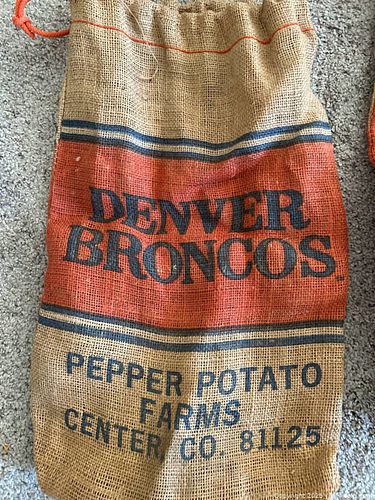 DENVER
BRONCOS
PEPPER POTATO
FARMS
CENTER, CO. 81125